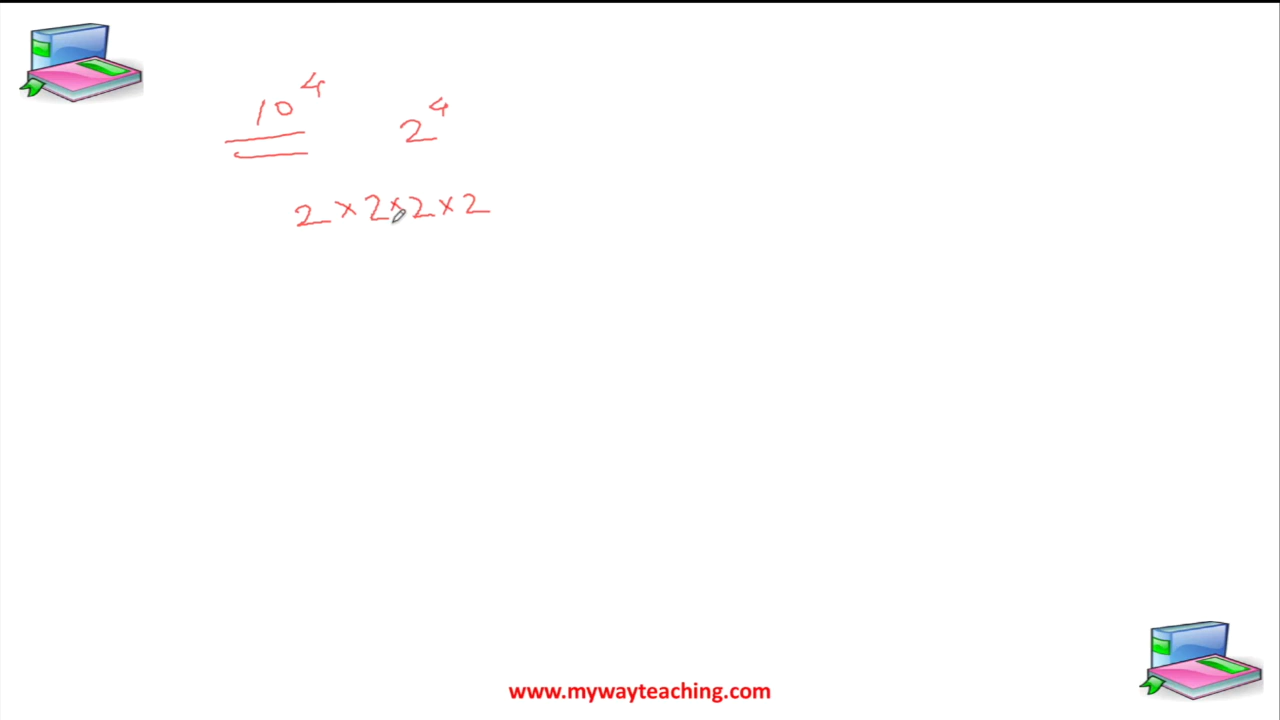 10⁴ 2⁴
2 × 2 × 2 × 2
www.mywayteaching.com